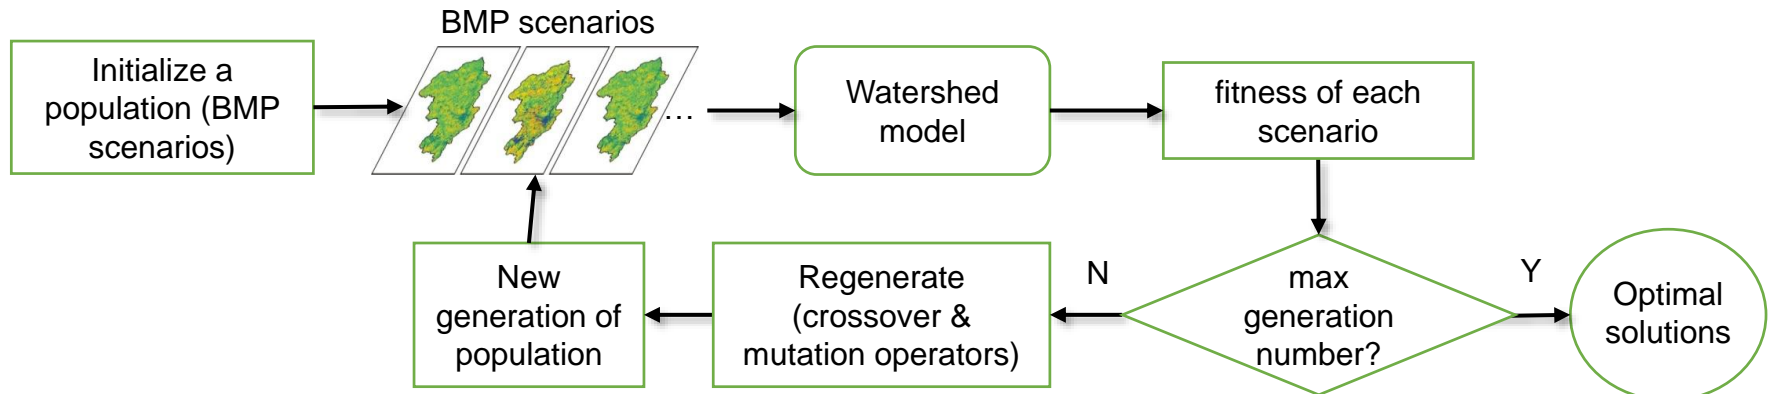 BMP scenarios
Initialize a
population (BMP
scenarios)
...
Watershed
model
fitness of each
scenario
max
generation
number?
N
Y
Optimal
solutions
Regenerate
(crossover &
mutation operators)
New
generation of
population